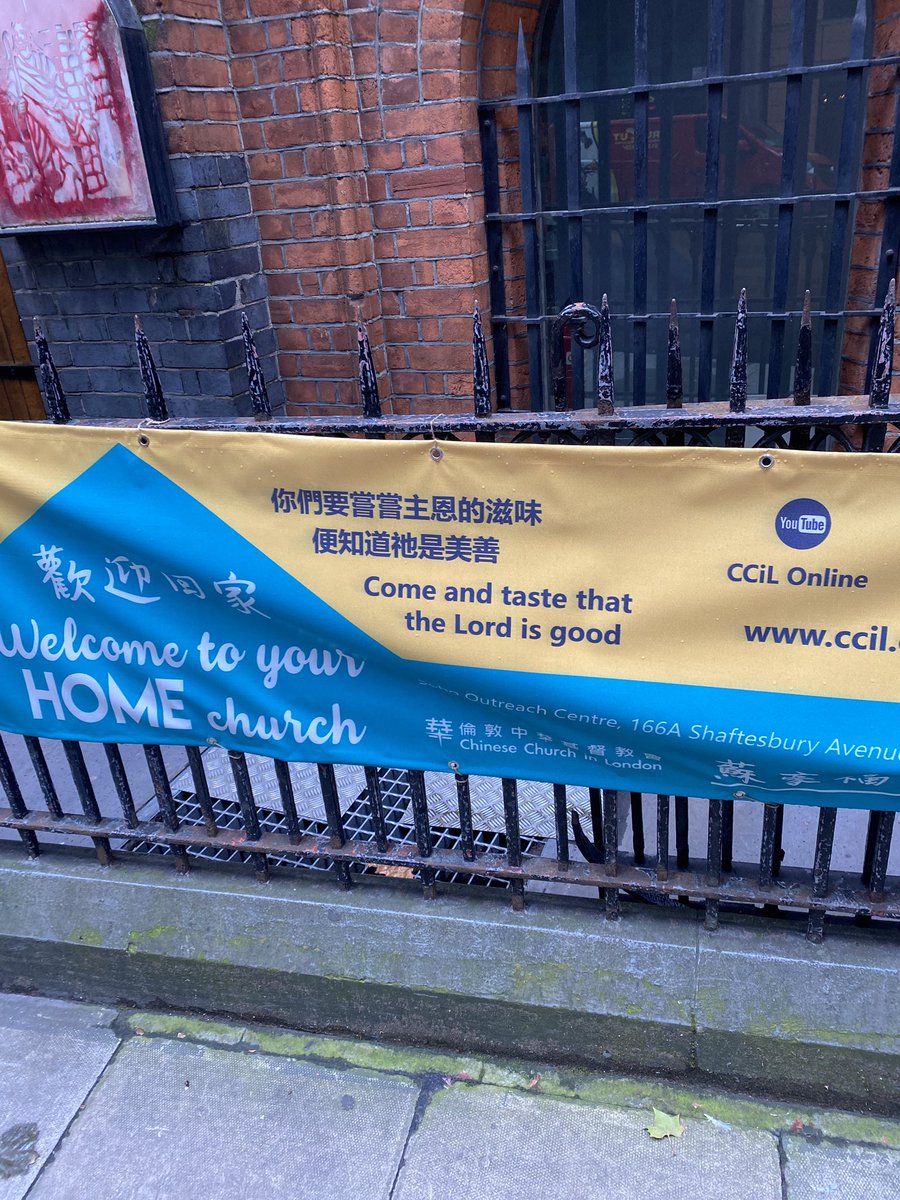 你們要嘗嘗主恩的滋味
便知道祂是美善
Come and taste that
the Lord is good
You Tube
CCiL Online
www.ccil.
歡迎回家
Welcome to your
HOME church
Outreach Centre, 166A Shaftesbury Avenue
倫敦中華基督教會
Chinese Church in London